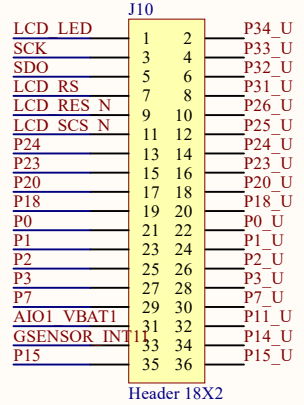 J10
LCD_LED 1 2 P34_U
SCK 3 4 P33_U
SDO 5 6 P32_U
LCD_RS 7 8 P31_U
LCD_RES_N 9 10 P26_U
LCD_SCS_N 11 12 P25_U
P24 13 14 P24_U
P23 15 16 P23_U
P20 17 18 P20_U
P18 19 20 P18_U
P0 21 22 P0_U
P1 23 24 P1_U
P2 25 26 P2_U
P3 27 28 P3_U
P7 29 30 P7_U
AIO1_VBAT1 31 32 P11_U
GSENSOR_INT1 33 34 P14_U
P15 35 36 P15_U
Header 18X2